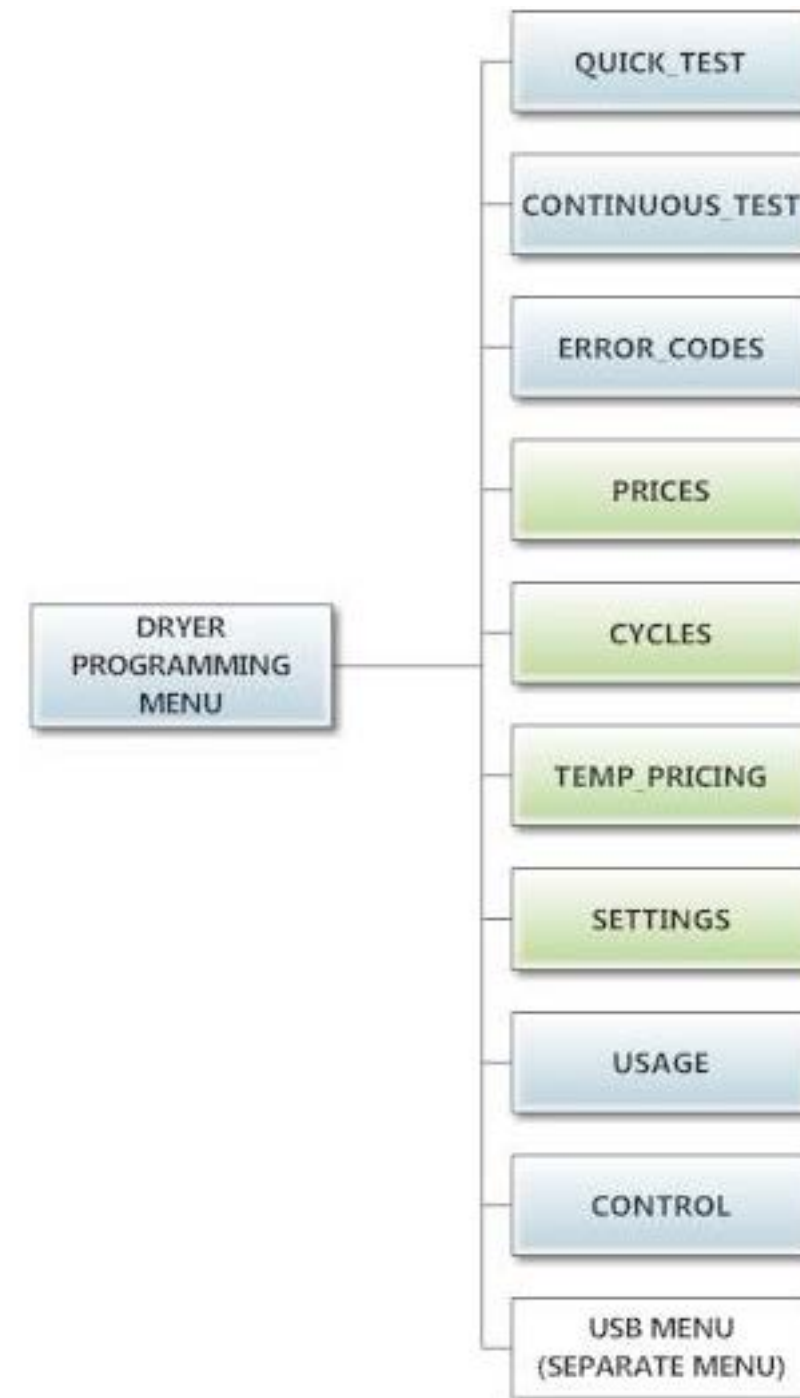 QUICK_TEST
CONTINUOUS_TEST
ERROR_CODES
PRICES
CYCLES
DRYER
PROGRAMMING
MENU
TEMP_PRICING
SETTINGS
USAGE
CONTROL
USB MENU
(SEPARATE MENU)